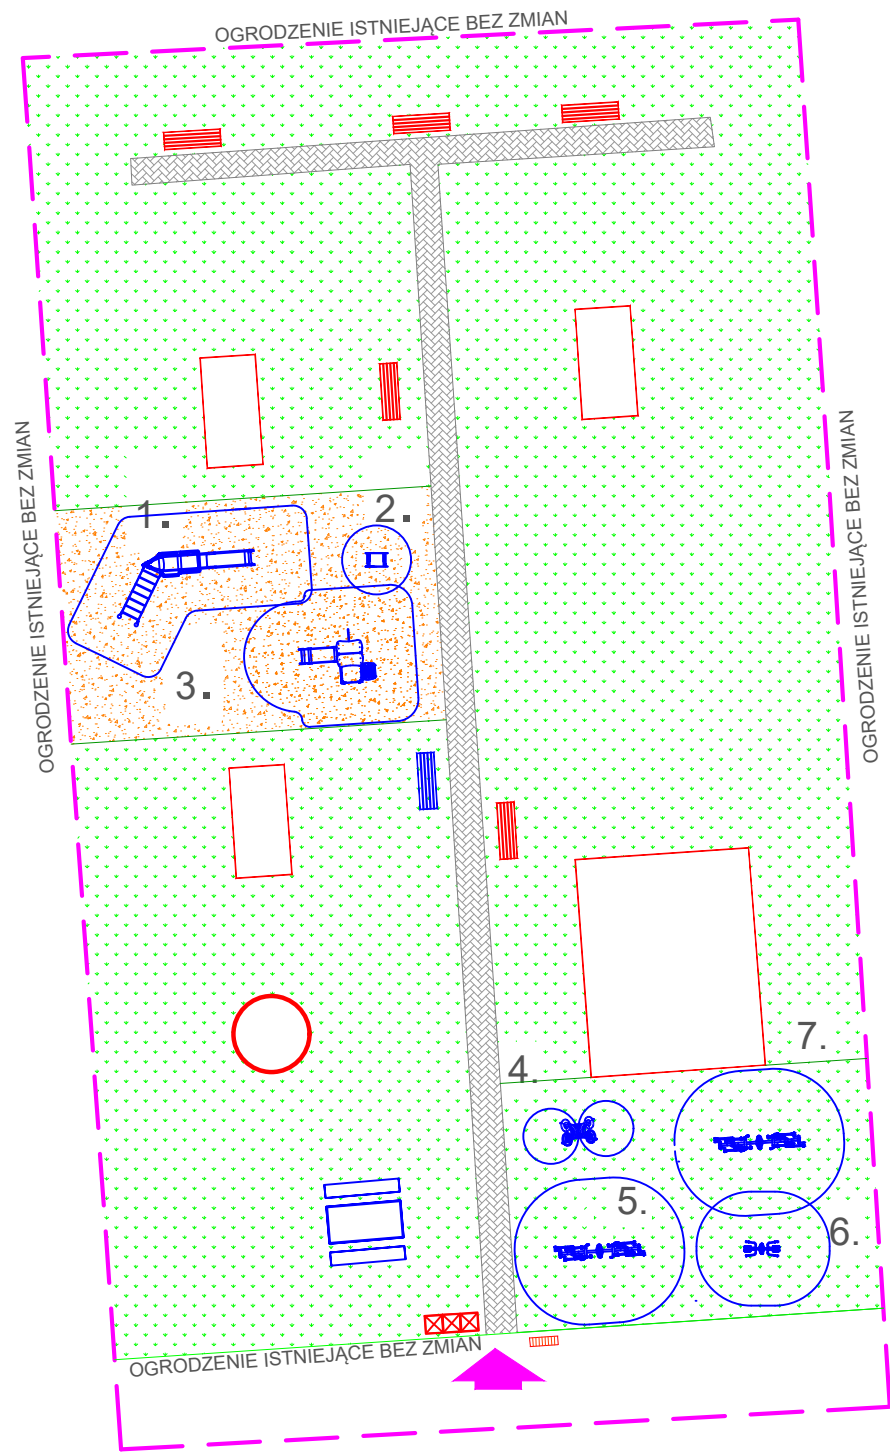 OGRODZENIE ISTNIEJĄCE BEZ ZMIAN
OGRODZENIE ISTNIEJĄCE BEZ ZMIAN
OGRODZENIE ISTNIEJĄCE BEZ ZMIAN
1.
2.
3.
4.
7.
5.
6.
OGRODZENIE ISTNIEJĄCE BEZ ZMIAN